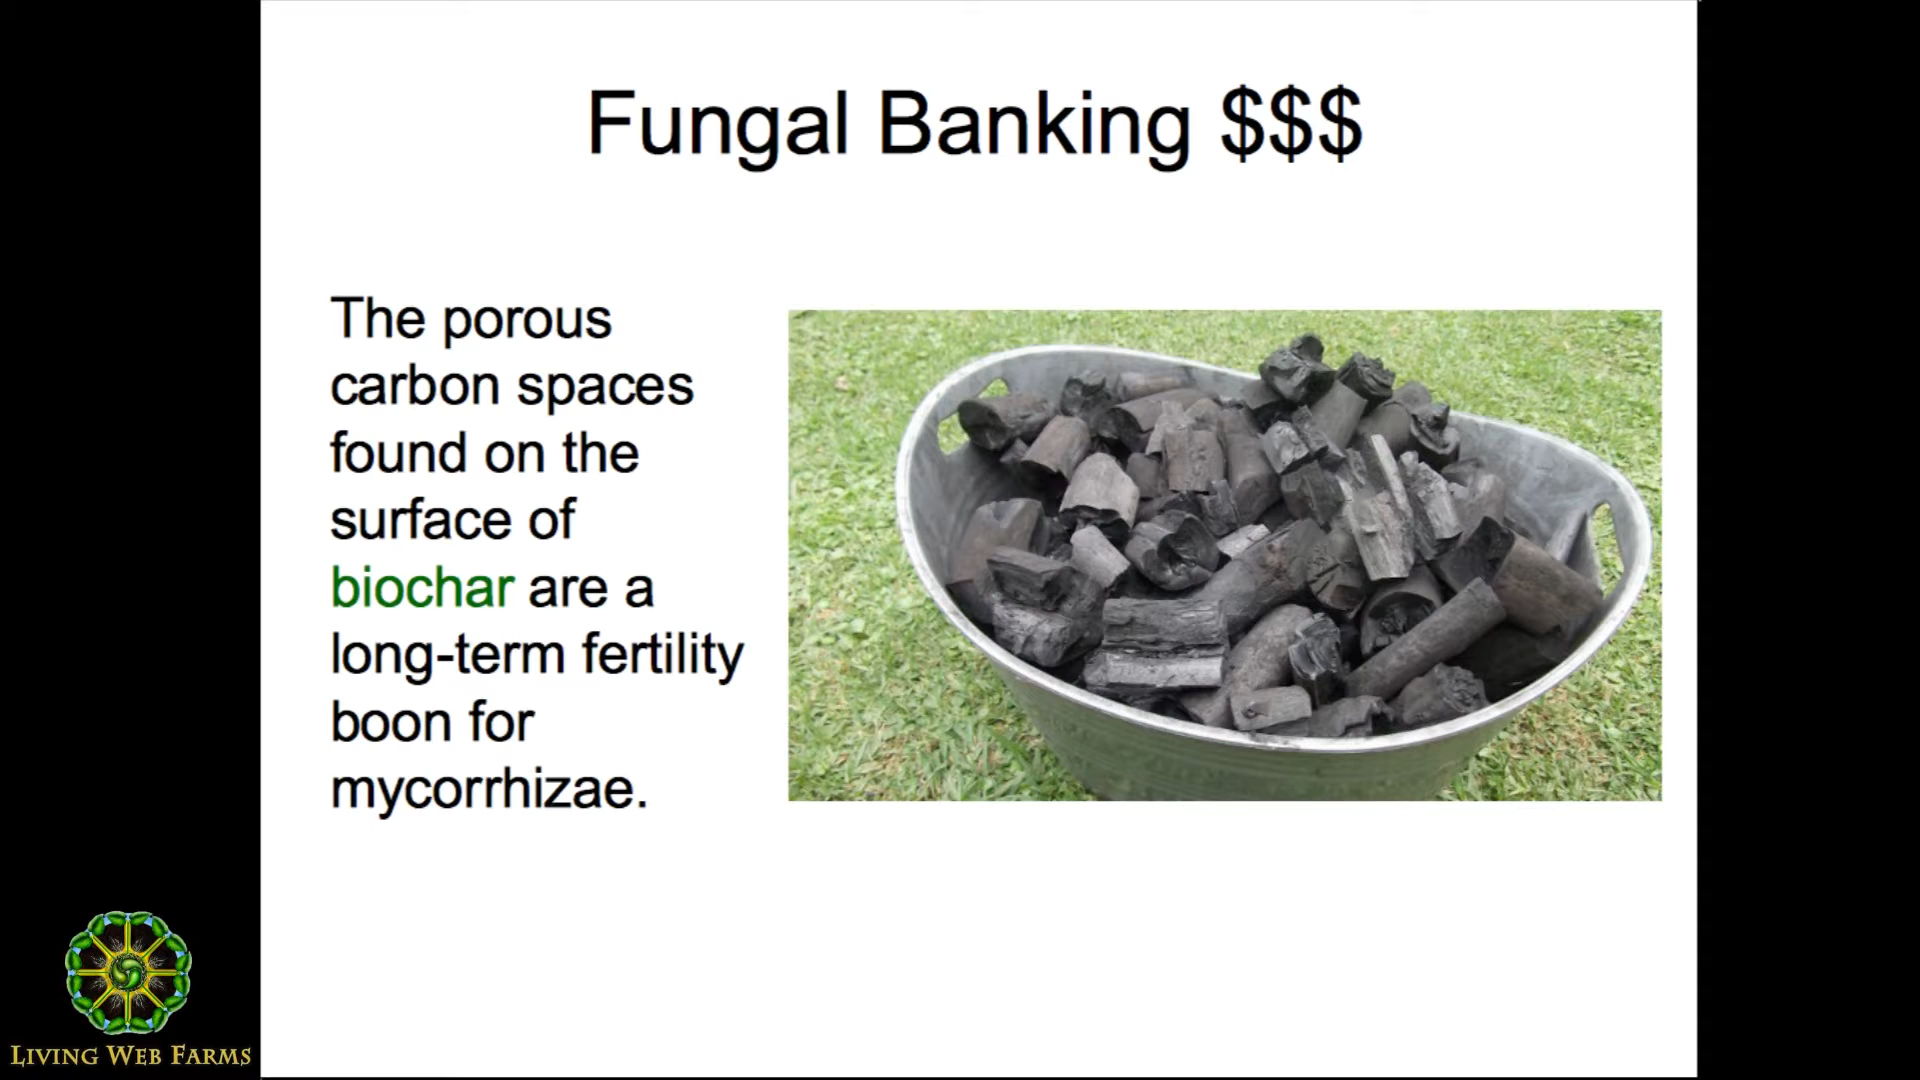 Fungal Banking $$$
The porous
carbon spaces
found on the
surface of
biochar are a
long-term fertility
boon for
mycorrhizae.
LIVING WEB FARMS